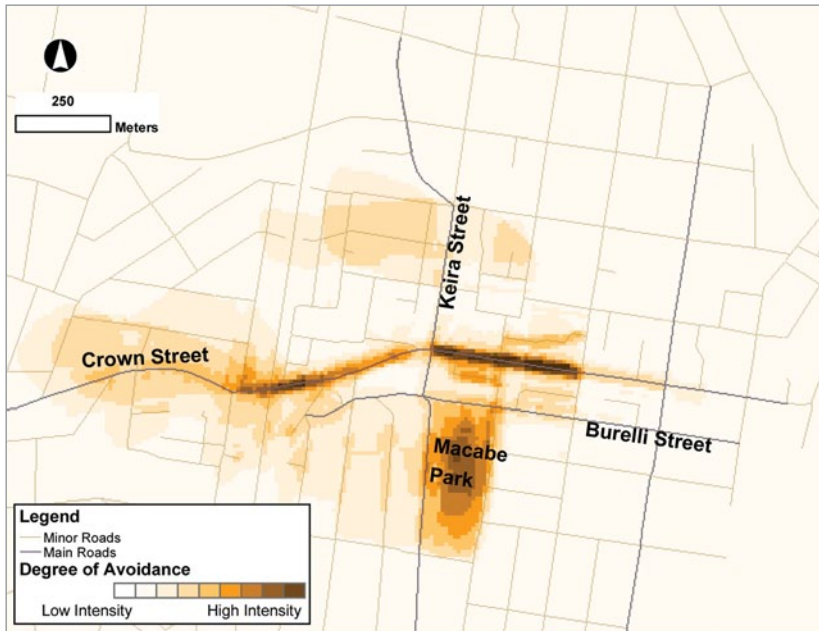 250
Meters
Keira Street
Crown Street
Burelli Street
Macabe
Park
Legend
Minor Roads
Main Roads
Degree of Avoidance
Low Intensity High Intensity